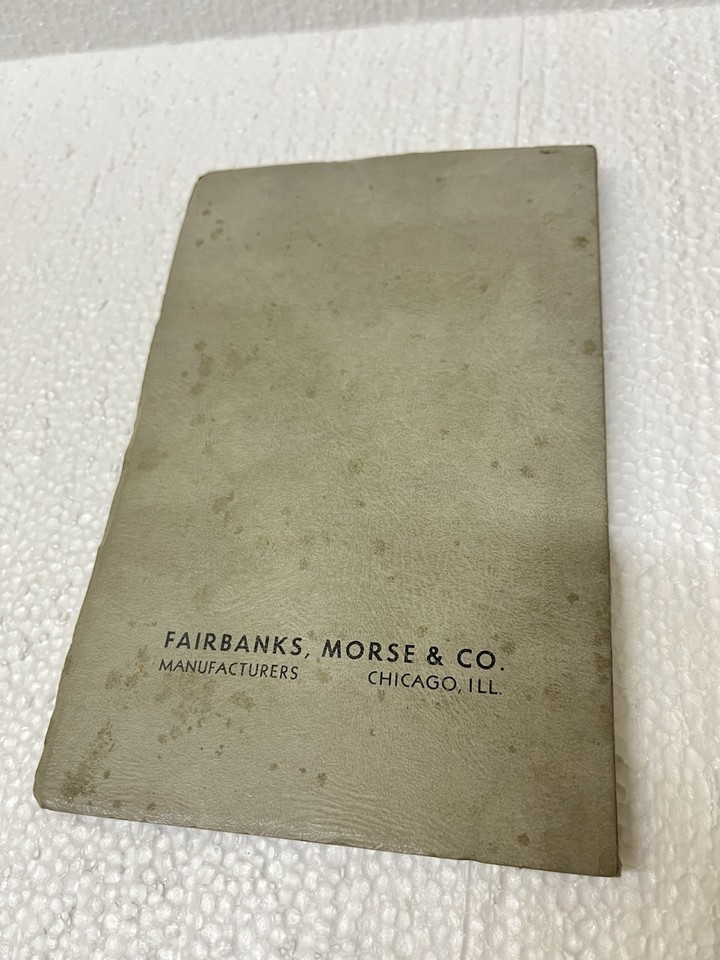 FAIRBANKS, MORSE & CO.
MANUFACTURERS CHICAGO, ILL.